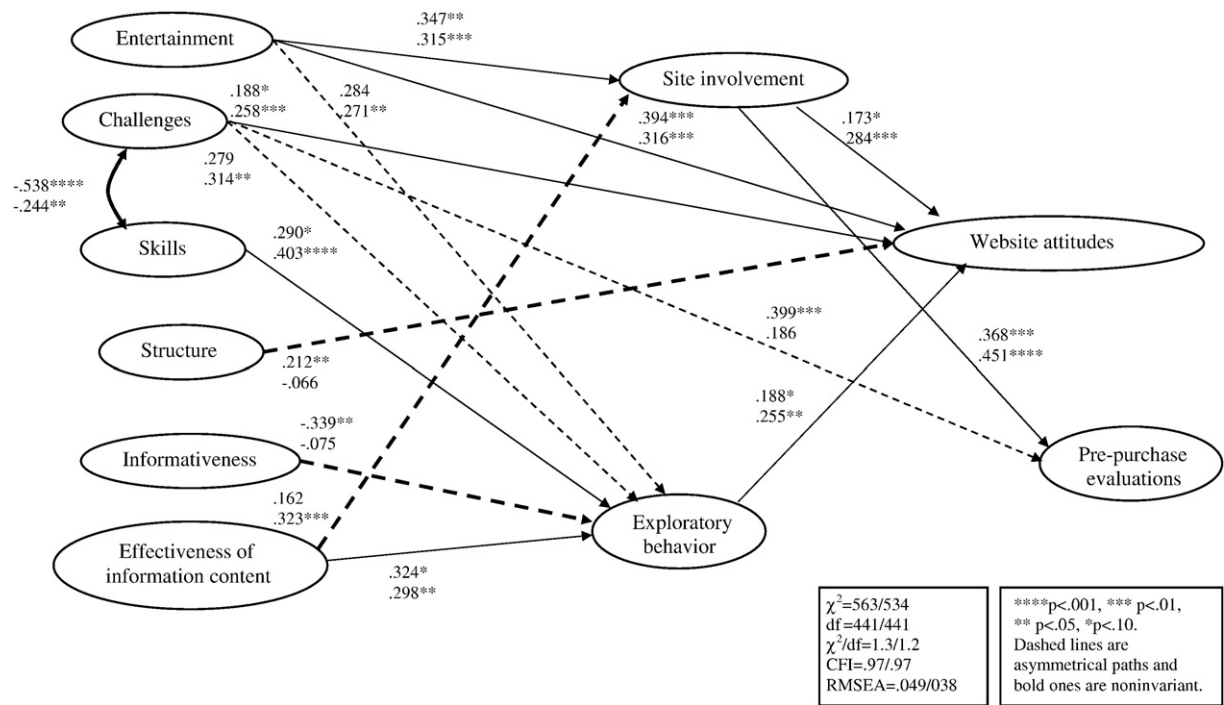 .347**
.315***
Entertainment
Site involvement
.188*
.258***
.284
.271**
Challenges
.394***
.316***
.173*
.284***
.279
.314**
-.538****
-.244**
Skills
.290*
.403****
Website attitudes
.399***
.186
Structure
.212**
-.066
.368***
.451****
.188*
.255**
-.339**
-.075
Informativeness
Pre-purchase
evaluations
.162
.323***
Exploratory
behavior
Effectiveness of
information content
.324*
.298**
χ²=563/534
df=441/441
χ²/df=1.3/1.2
CFI=.97/.97
RMSEA=.049/038
****p<.001, *** p<.01,
** p<.05, *p<.10.
Dashed lines are
asymmetrical paths and
bold ones are noninvariant.